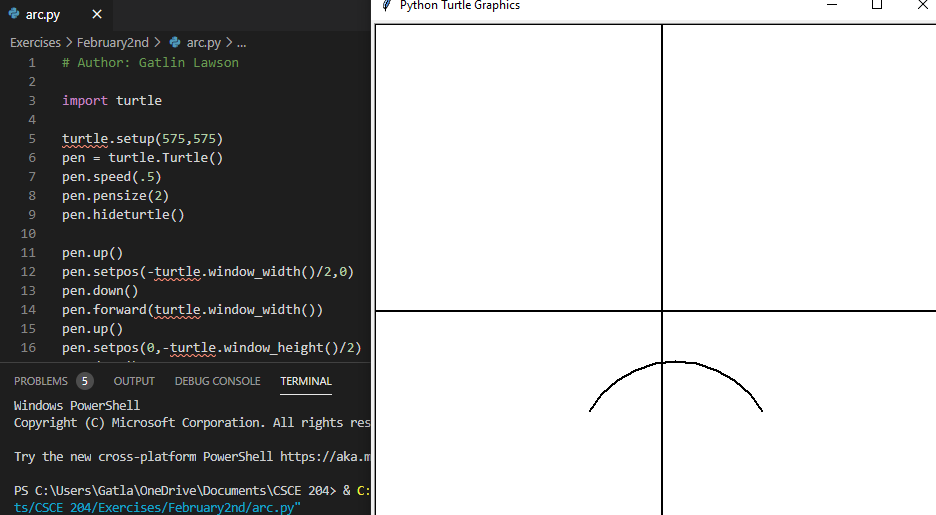 arc.py
Python Turtle Graphics
Exercises > February2nd > arc.py > ...
1 # Author: Gatlin Lawson
2
3 import turtle
4
5 turtle.setup(575,575)
6 pen = turtle.Turtle()
7 pen.speed(.5)
8 pen.pensize(2)
9 pen.hideturtle()
10
11 pen.up()
12 pen.setpos(-turtle.window_width()/2,0)
13 pen.down()
14 pen.forward(turtle.window_width())
15 pen.up()
16 pen.setpos(0,-turtle.window_height()/2)
PROBLEMS 5 OUTPUT DEBUG CONSOLE TERMINAL
Windows PowerShell
Copyright (C) Microsoft Corporation. All rights res
Try the new cross-platform PowerShell https://aka.m
PS C:\Users\Gatla\OneDrive\Documents\CSCE 204> & C:
ts/CSCE 204/Exercises/February2nd/arc.py"